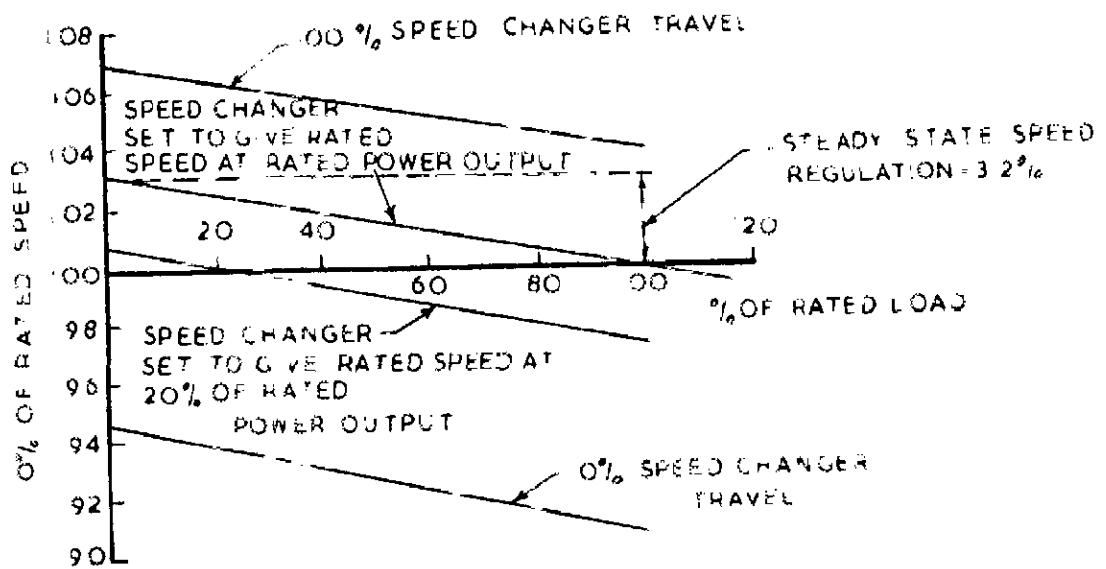 108
100 % SPEED CHANGER TRAVEL
106
SPEED CHANGER
SET TO GIVE RATED
SPEED AT RATED POWER OUTPUT
104
STEADY STATE SPEED
REGULATION = 3.2%
102
20
40
120
100
60
80
100
% OF RATED LOAD
0% OF RATED SPEED
98
SPEED CHANGER
SET TO GIVE RATED SPEED AT
20% OF RATED
POWER OUTPUT
96
94
0% SPEED CHANGER
TRAVEL
92
90